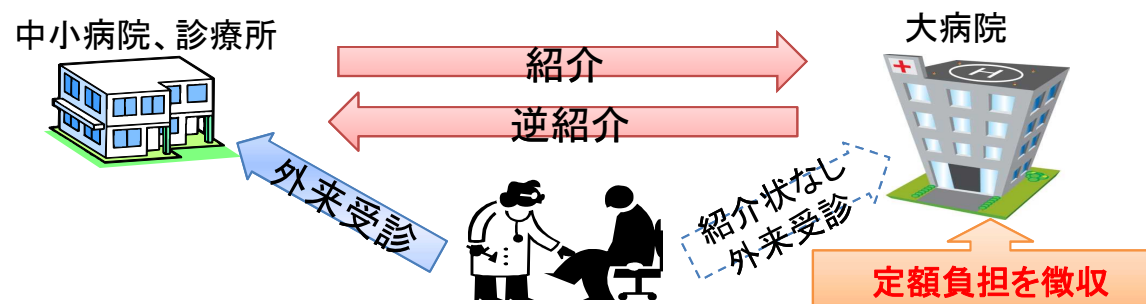 中小病院、診療所
大病院
紹介
逆紹介
外来受診
紹介状なし
外来受診
定額負担を徴収
H